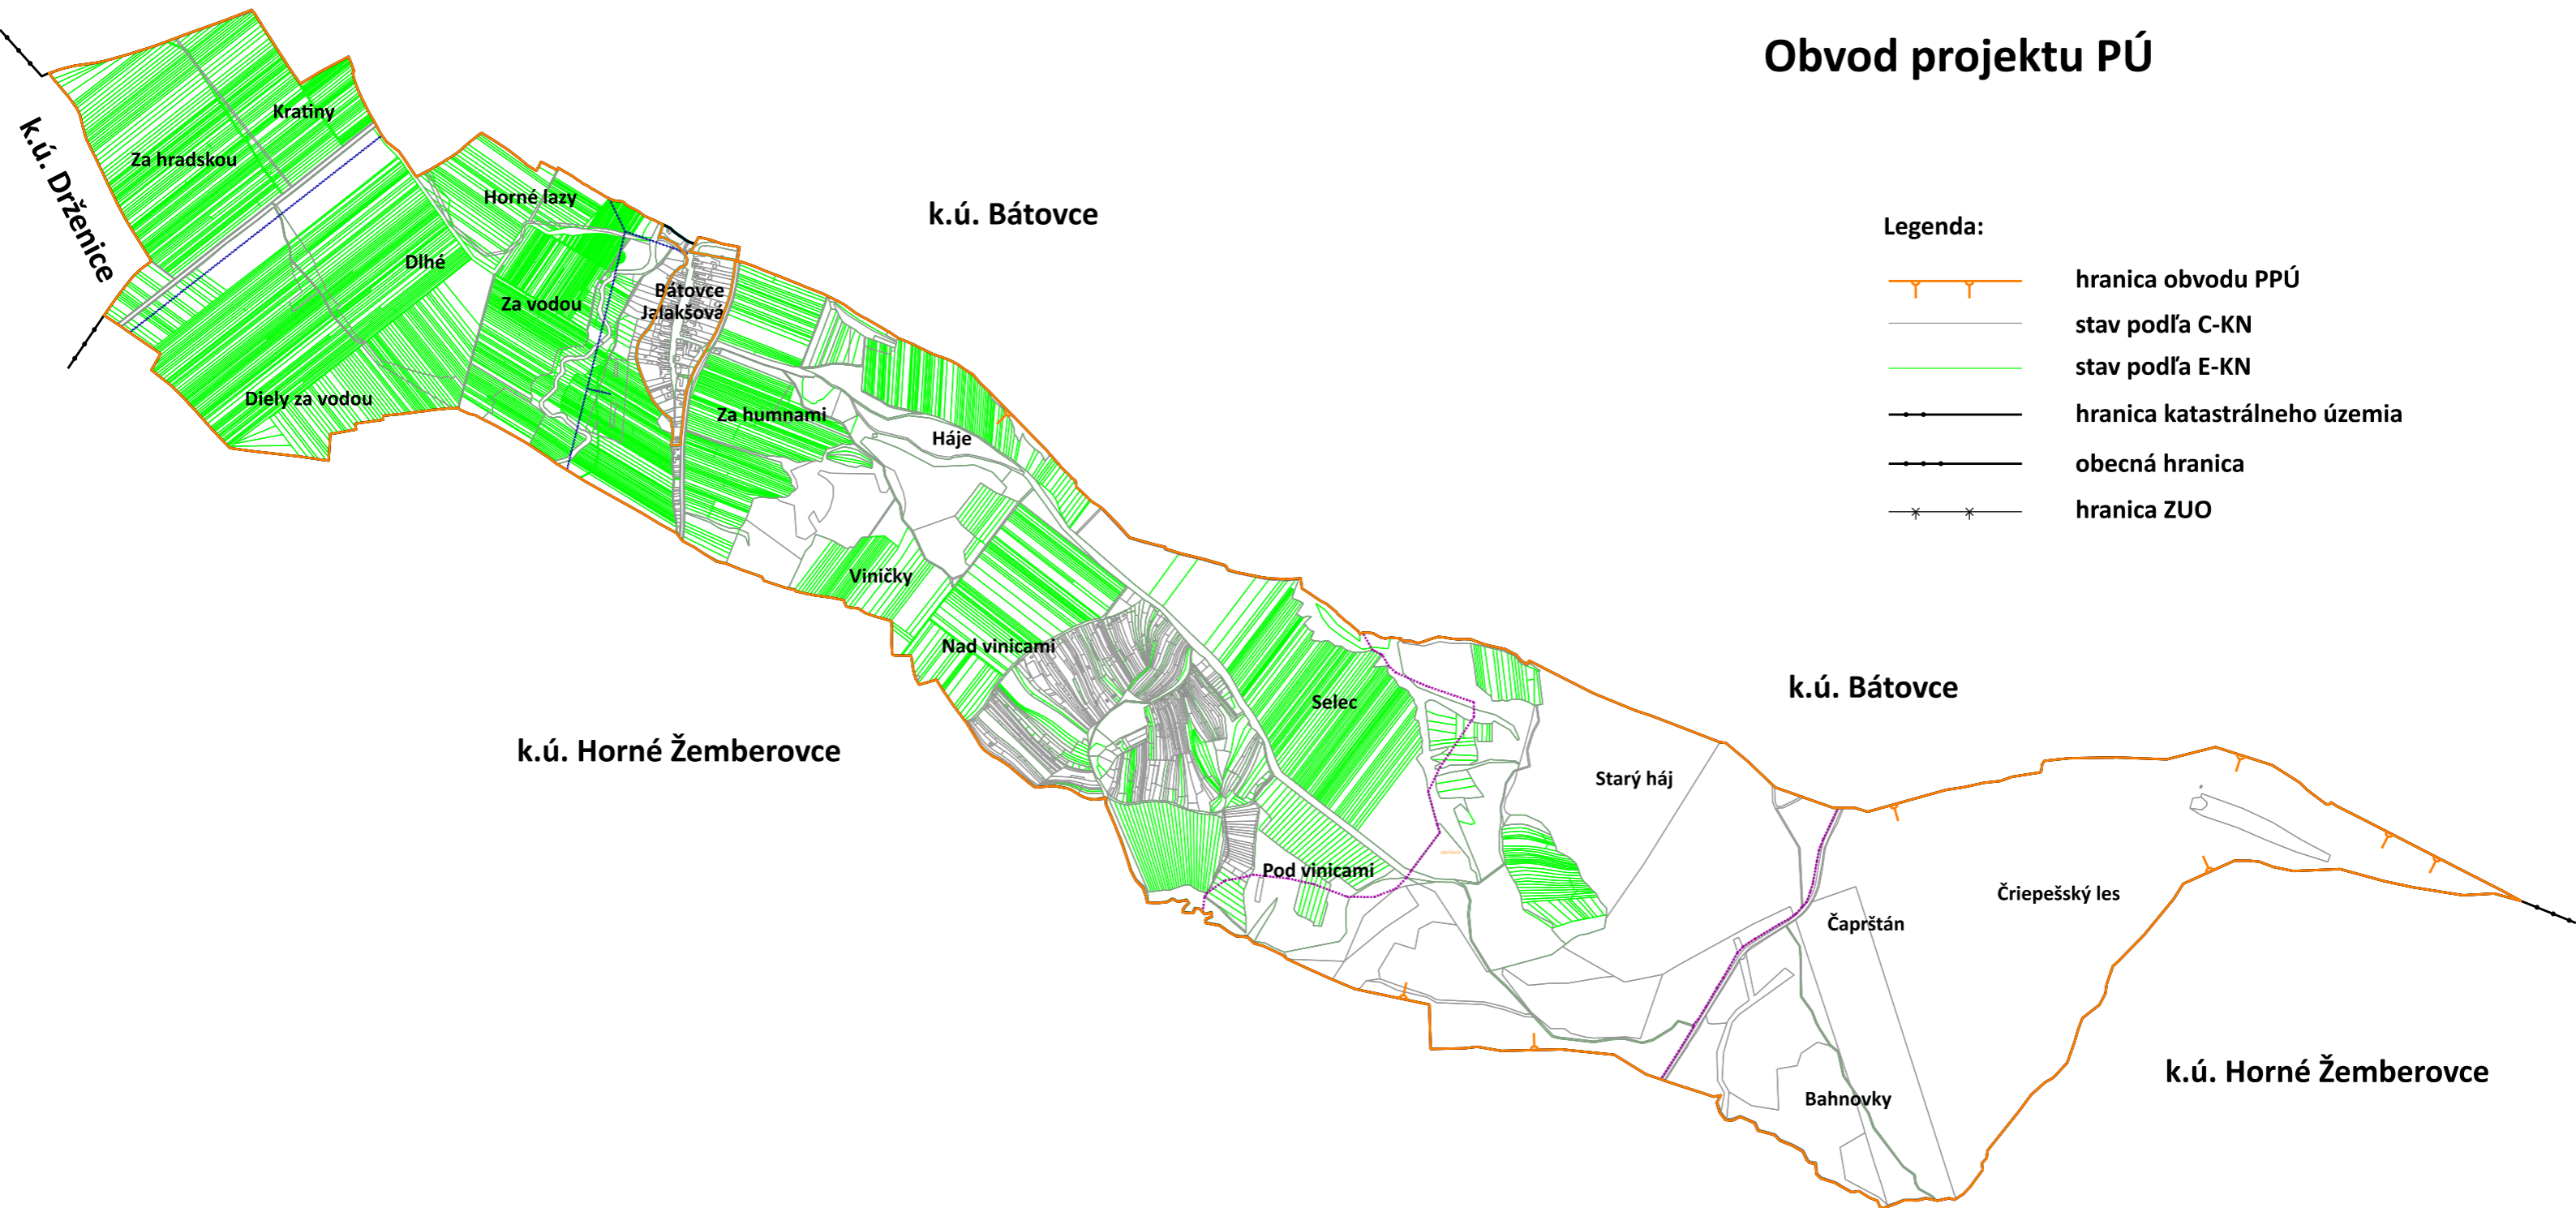 Obvod projektu PÚ
Kratiny
Za hradskou
k.ú. Drženice
Horné lazy
k.ú. Bátovce
Legenda:
Dlhé
hranica obvodu PPÚ
Bátovce
Za vodou
Jalakšová
stav podľa C-KN
stav podľa E-KN
Diely za vodou
Za humnami
hranica katastrálneho územia
Háje
obecná hranica
hranica ZUO
Viničky
Nad vinicami
k.ú. Bátovce
Selec
k.ú. Horné Žemberovce
Starý háj
Pod vinicami
Čriepešský les
Čaprštán
k.ú. Horné Žemberovce
Bahnovky